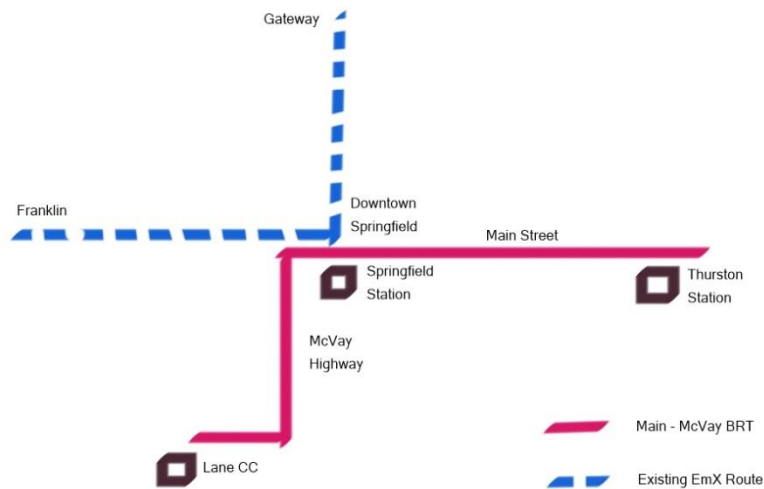 Gateway
Franklin
Downtown
Springfield
Main Street
Springfield
Station
Thurston
Station
McVay
Highway
Lane CC
Main - McVay BRT
Existing EmX Route